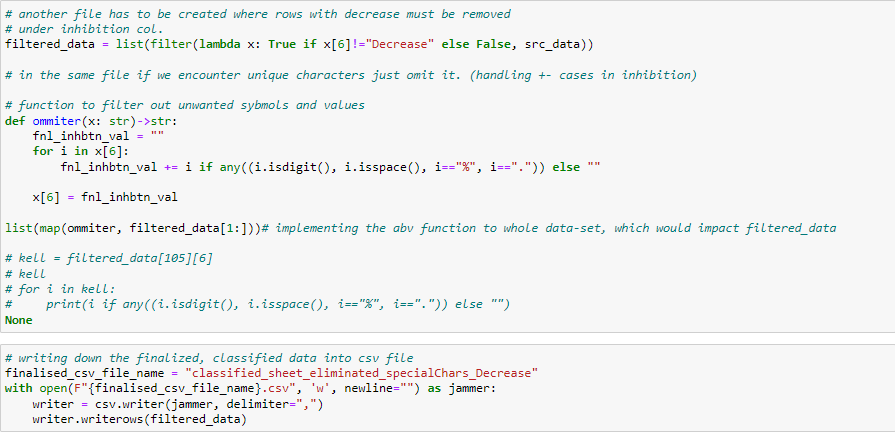 # another file has to be created where rows with decrease must be removed
# under inhibition col.
filtered_data = list(filter(lambda x: True if x[6]!="Decrease" else False, src_data))
# in the same file if we encounter unique characters just omit it. (handling +- cases in inhibition)
# function to filter out unwanted sybmols and values
def ommiter(x: str)->str:
    fnl_inhbtn_val = ""
    for i in x[6]:
        fnl_inhbtn_val += i if any((i.isdigit(), i.isspace(), i=="%", i==".")) else ""
    x[6] = fnl_inhbtn_val
list(map(ommiter, filtered_data[1:]))# implementing the abv function to whole data-set, which would impact filtered_data
# kell = filtered_data[105][6]
# kell
# for i in kell:
#     print(i if any((i.isdigit(), i.isspace(), i=="%", i==".")) else "")
None
# writing down the finalized, classified data into csv file
finalised_csv_file_name = "classified_sheet_eliminated_specialChars_Decrease"
with open(F"{finalised_csv_file_name}.csv", 'w', newline="") as jammer:
    writer = csv.writer(jammer, delimiter=",")
    writer.writerows(filtered_data)